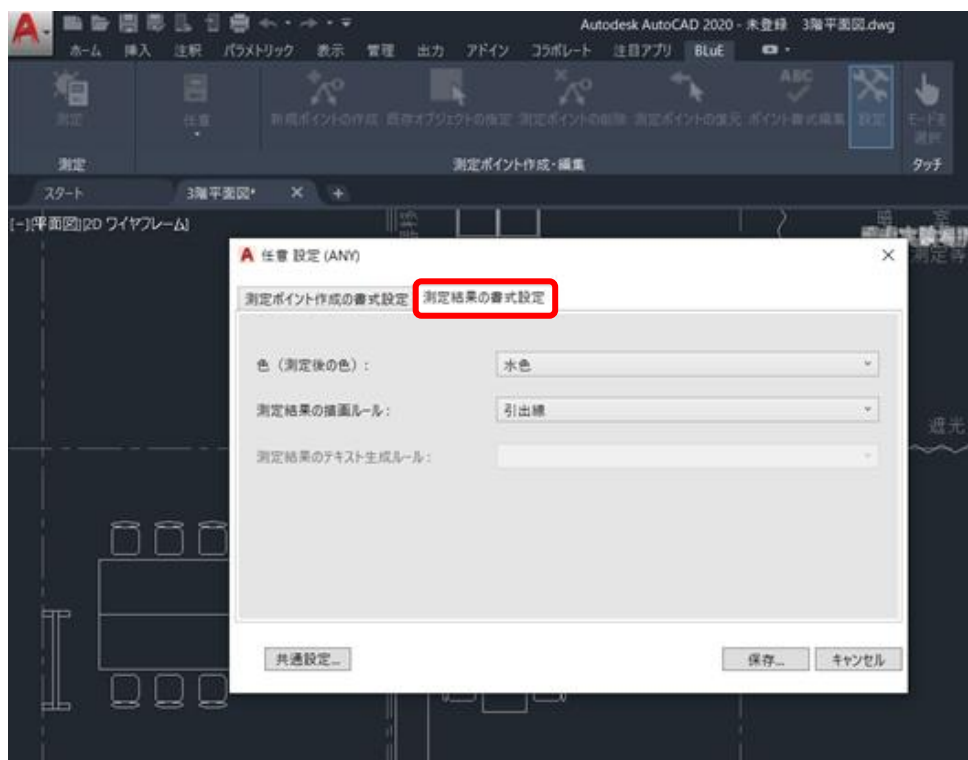 Autodesk AutoCAD 2020 - 未登録 3階平面図.dwg
ホーム 挿入 注釈 パラメトリック 表示 管理 出力 アドイン コラボレート 注目アプリ BLuE
測定 任意 新規ポイントの作成 既存オブジェクトの指定 測定ポイントの削除 測定ポイントの復元 ABC ポイント書式編集 設定 モードを
選択
測定 測定ポイント作成・編集 タッチ
スタート 3階平面図* × +
[−][平面図][2D ワイヤフレーム]
任意 設定 (ANY)
測定ポイント作成の書式設定 測定結果の書式設定
色（測定後の色）: 水色
測定結果の描画ルール: 引出線
遮光
測定結果のテキスト生成ルール:
共通設定... 保存... キャンセル